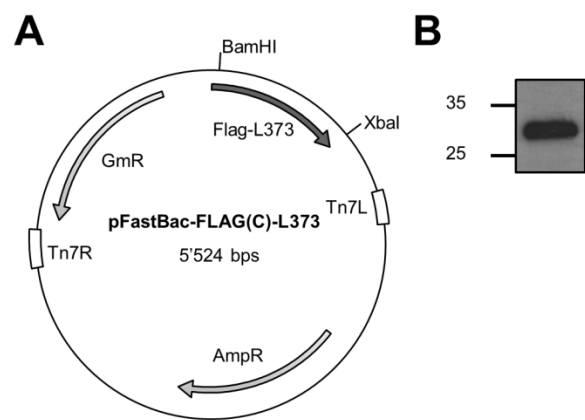 A
BamHI
Flag-L373
XbaI
GmR
Tn7L
pFastBac-FLAG(C)-L373
5'524 bps
Tn7R
AmpR
B
35
25